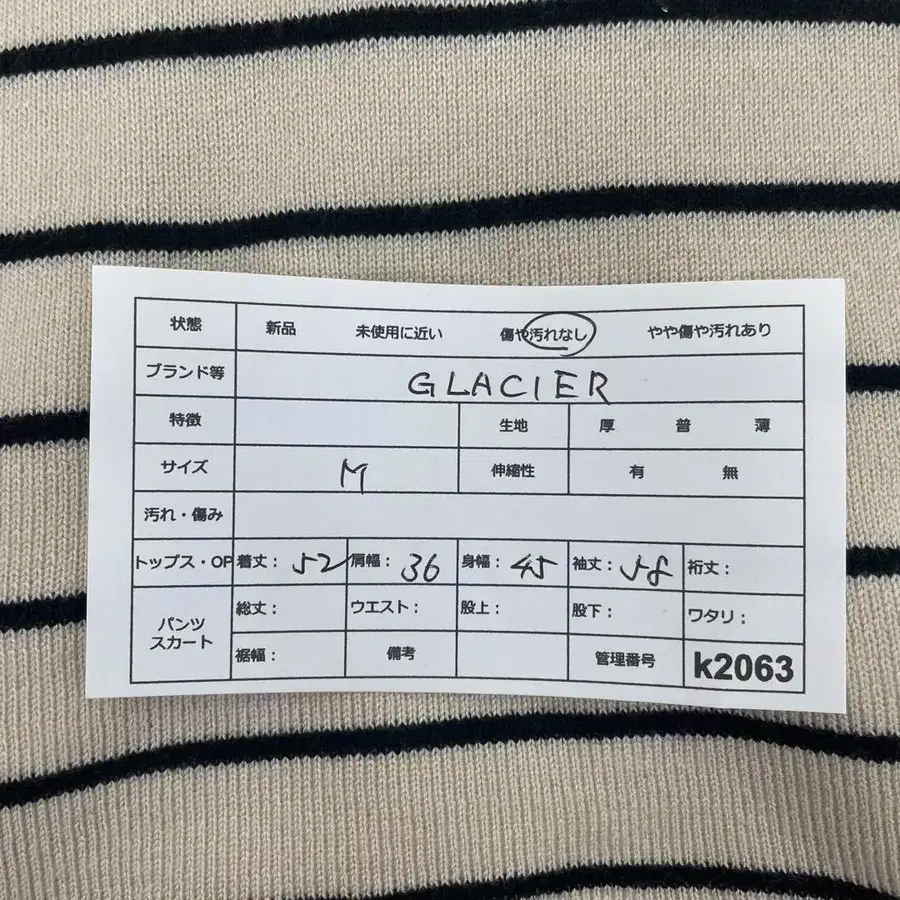 状態 新品 未使用に近い 傷や汚れなし やや傷や汚れあり
ブランド等 GLACIER
特徴 生地 厚 普 薄
サイズ M 伸縮性 有 無
汚れ・傷み
トップス・OP 着丈： 52 肩幅： 36 身幅： 45 袖丈： 58 裄丈：
パンツ スカート 総丈： ウエスト： 股上： 股下： ワタリ：
裾幅： 備考 管理番号 k2063